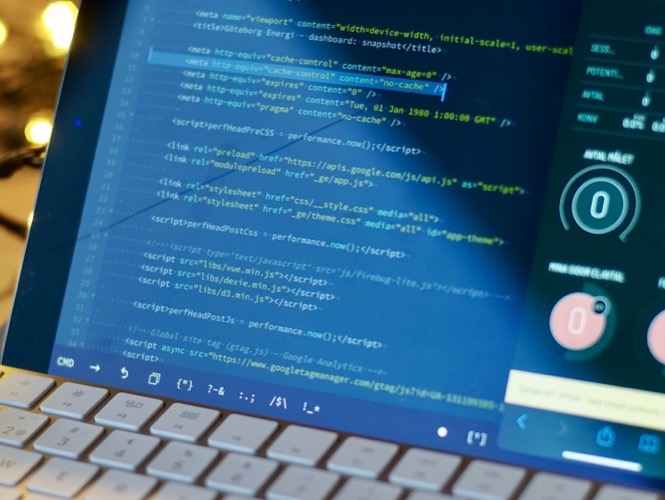 <meta name="viewport" content="width=device-width, initial-scale=1, user-scal
<title>Göteborg Energi - dashboard: snapshot</title>
<meta http-equiv="cache-control" content="max-age=0" />
<meta http-equiv="cache-control" content="no-cache" />
<meta http-equiv="expires" content="0" />
<meta http-equiv="expires" content="Tue, 01 Jan 1980 1:00:00 GMT" />
<meta http-equiv="pragma" content="no-cache" />
<script>perfHeadPreCSS = performance.now();</script>
<link rel="preload" href="https://apis.google.com/js/api.js" as="script">
<link rel="modulepreload" href="_ge/app.js">
<link rel="stylesheet" href="css/__style.css" media="all">
<link rel="stylesheet" href="_ge/theme.css" media="all" id="app-theme">
<script>perfHeadPostCss = performance.now();</script>
<!-- <script type="text/javascript" src="js/firebug-lite.js"></script> -->
<script src="libs/vue.min.js"></script>
<script src="libs/dexie.min.js"></script>
<script src="libs/d3.min.js"></script>
<script>perfHeadPostJs = performance.now();</script>
<!-- Global site tag (gtag.js) - Google Analytics -->
<script async src="https://www.googletagmanager.com/gtag/js?id=UA-
<script>
CMD {"} ?-& :.; /$\ !_* ["]
SESS...
POTENTI...
AVTAL
KONV
AVTAL MÅLET
0
0